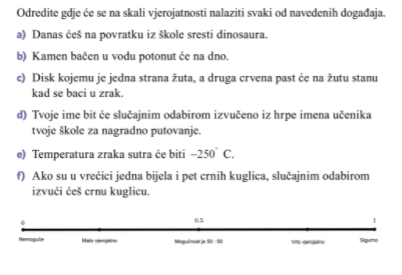 Odredite gdje će se na skali vjerojatnosti nalaziti svaki od navedenih događaja.
a) Danas ćeš na povratku iz škole sresti dinosaura.
b) Kamen bačen u vodu potonut će na dno.
c) Disk kojemu je jedna strana žuta, a druga crvena past će na žutu stanu
kad se baci u zrak.
d) Tvoje ime bit će slučajnim odabirom izvučeno iz hrpe imena učenika
tvoje škole za nagradno putovanje.
e) Temperatura zraka sutra će biti −250° C.
f) Ako su u vrećici jedna bijela i pet crnih kuglica, slučajnim odabirom
izvući ćeš crnu kuglicu.
0 0.5 1
Nemoguće Malo vjerojatno Mogućnost je 50 : 50 Vrlo vjerojatno Sigurno